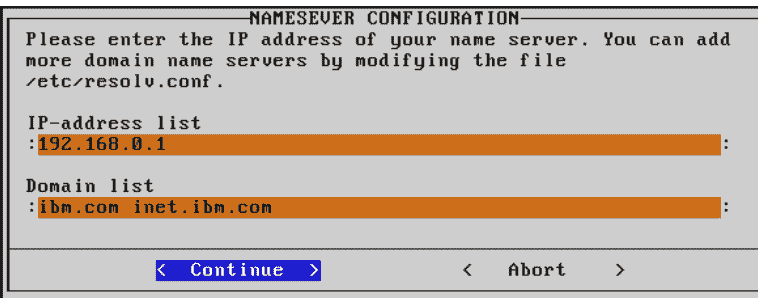 NAMESEVER CONFIGURATION
Please enter the IP address of your name server. You can add
more domain name servers by modifying the file
/etc/resolv.conf.
IP-address list
:192.168.0.1 :
Domain list
:ibm.com inet.ibm.com :
< Continue > < Abort >